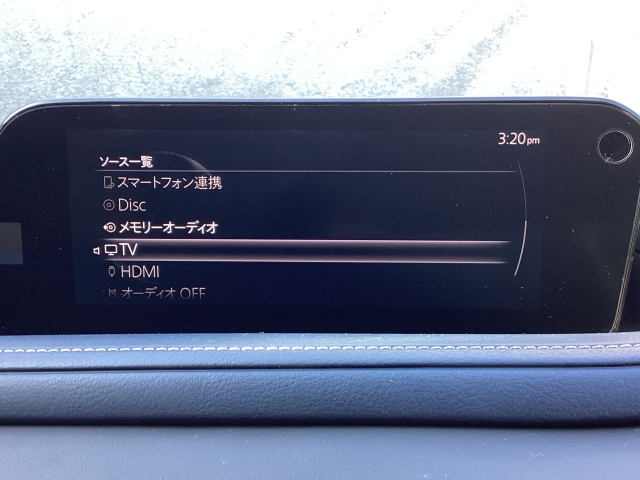 3:20pm
ソース一覧
スマートフォン連携
Disc
メモリーオーディオ
TV
HDMI
オーディオ OFF